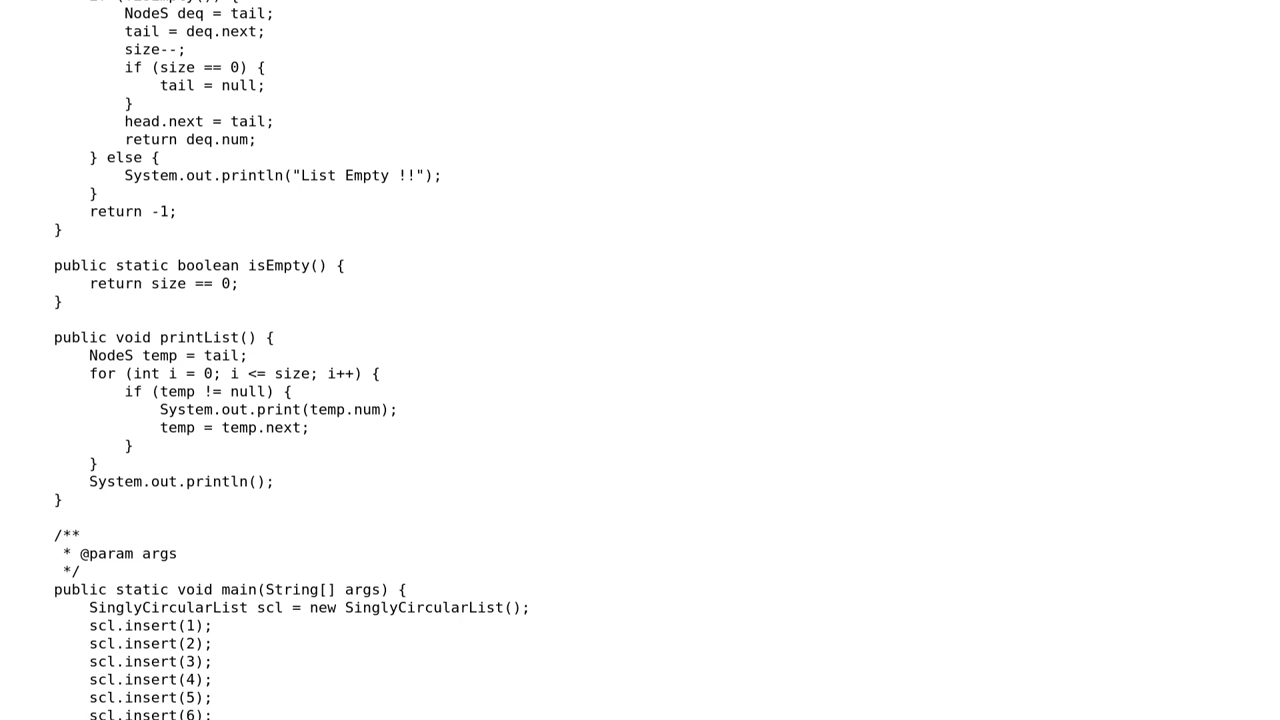 NodeS deq = tail;
tail = deq.next;
size--;
if (size == 0) {
tail = null;
}
head.next = tail;
return deq.num;
} else {
System.out.println("List Empty !!");
}
return -1;
}
public static boolean isEmpty() {
return size == 0;
}
public void printList() {
NodeS temp = tail;
for (int i = 0; i <= size; i++) {
if (temp != null) {
System.out.print(temp.num);
temp = temp.next;
}
}
System.out.println();
}
/**
* @param args
*/
public static void main(String[] args) {
SinglyCircularList scl = new SinglyCircularList();
scl.insert(1);
scl.insert(2);
scl.insert(3);
scl.insert(4);
scl.insert(5);
scl.insert(6);